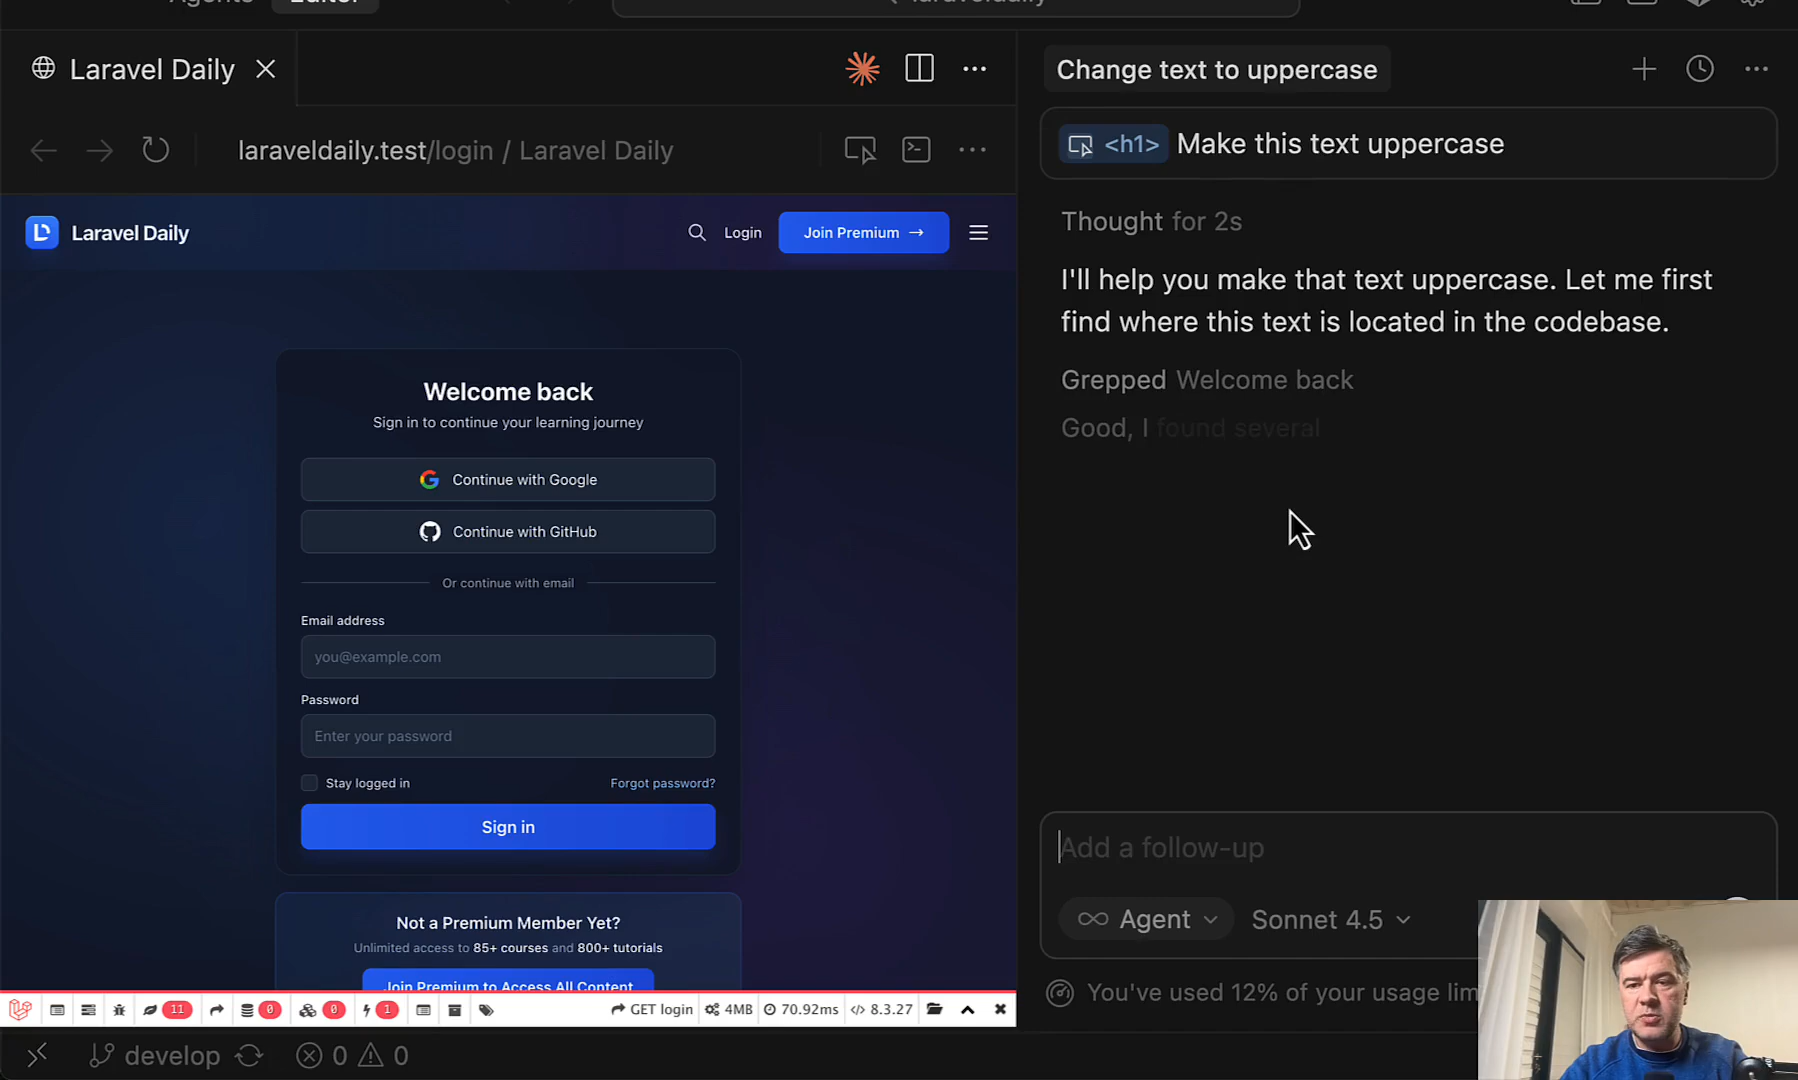 Agents Editor
laraveldaily
Laravel Daily
laraveldaily.test/login / Laravel Daily
Laravel Daily
Login
Join Premium →
Welcome back
Sign in to continue your learning journey
Continue with Google
Continue with GitHub
Or continue with email
Email address
you@example.com
Password
Enter your password
Stay logged in
Forgot password?
Sign in
Not a Premium Member Yet?
Unlimited access to 85+ courses and 800+ tutorials
Join Premium to Access All Content
11
0
0
1
GET login
4MB
70.92ms
8.3.27
Change text to uppercase
<h1> Make this text uppercase
Thought for 2s
I'll help you make that text uppercase. Let me first
find where this text is located in the codebase.
Grepped Welcome back
Good, I found several
Add a follow-up
Agent
Sonnet 4.5
You've used 12% of your usage lim
develop
0
0